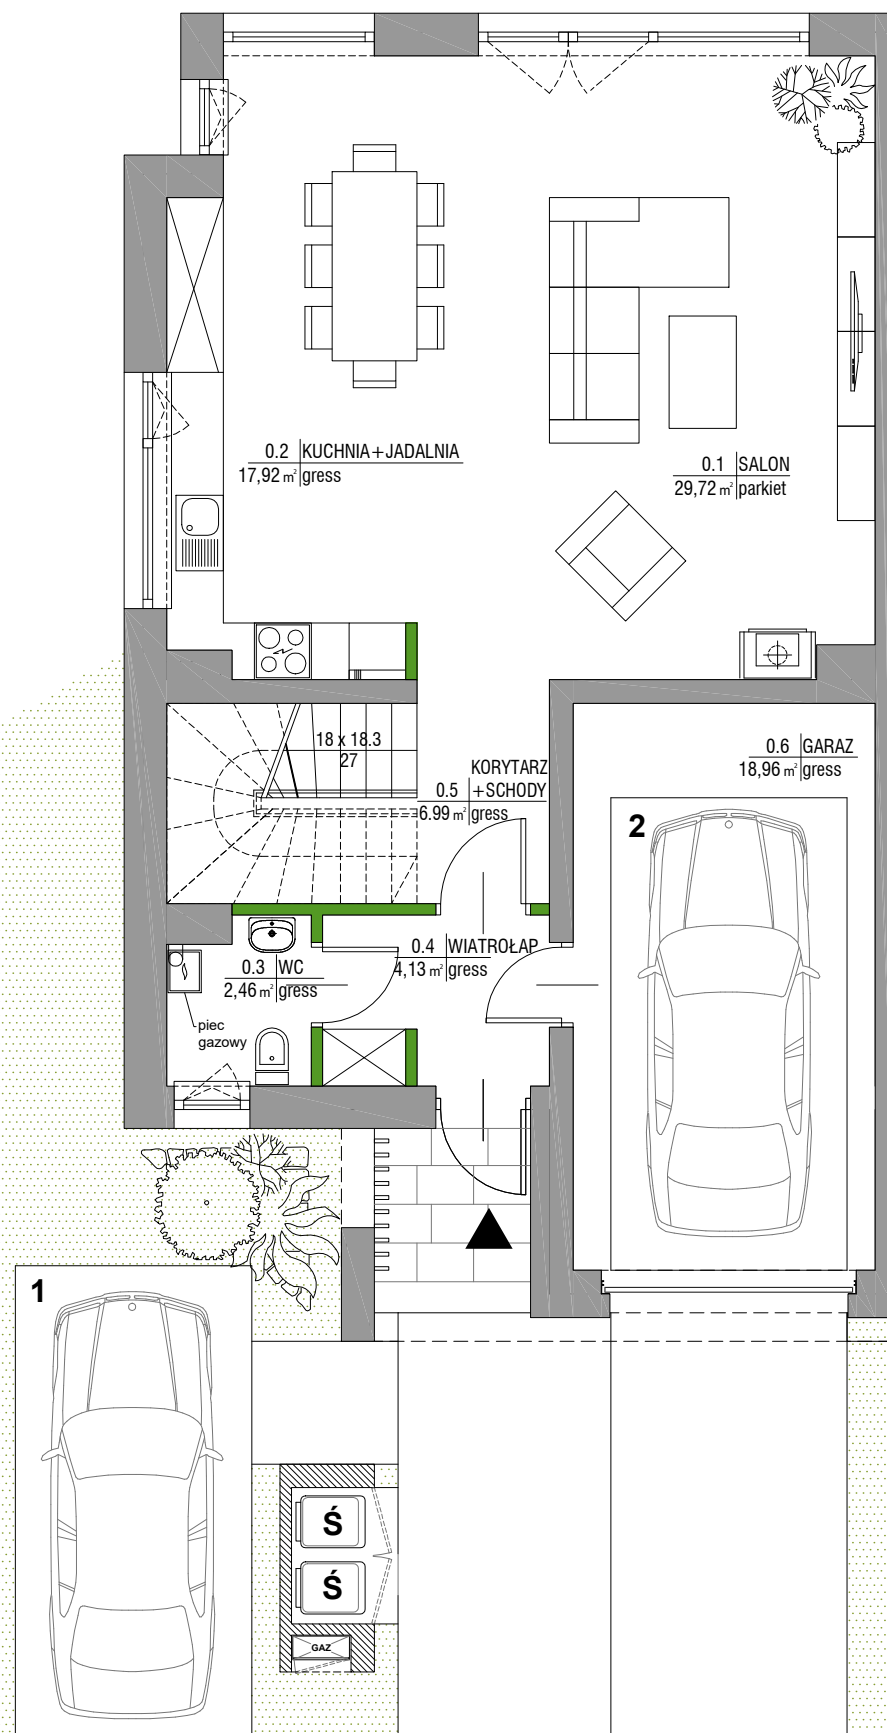 0.2 KUCHNIA+JADALNIA
17,92 m² gress
0.1 SALON
29,72 m² parkiet
18 x 18.3
27
0.6 GARAZ
18,96 m² gress
KORYTARZ
0.5 +SCHODY
6.99 m² gress
2
0.4 WIATROŁAP
4,13 m² gress
0.3 WC
2,46 m² gress
piec
gazowy
1
Ś
Ś
GAZ